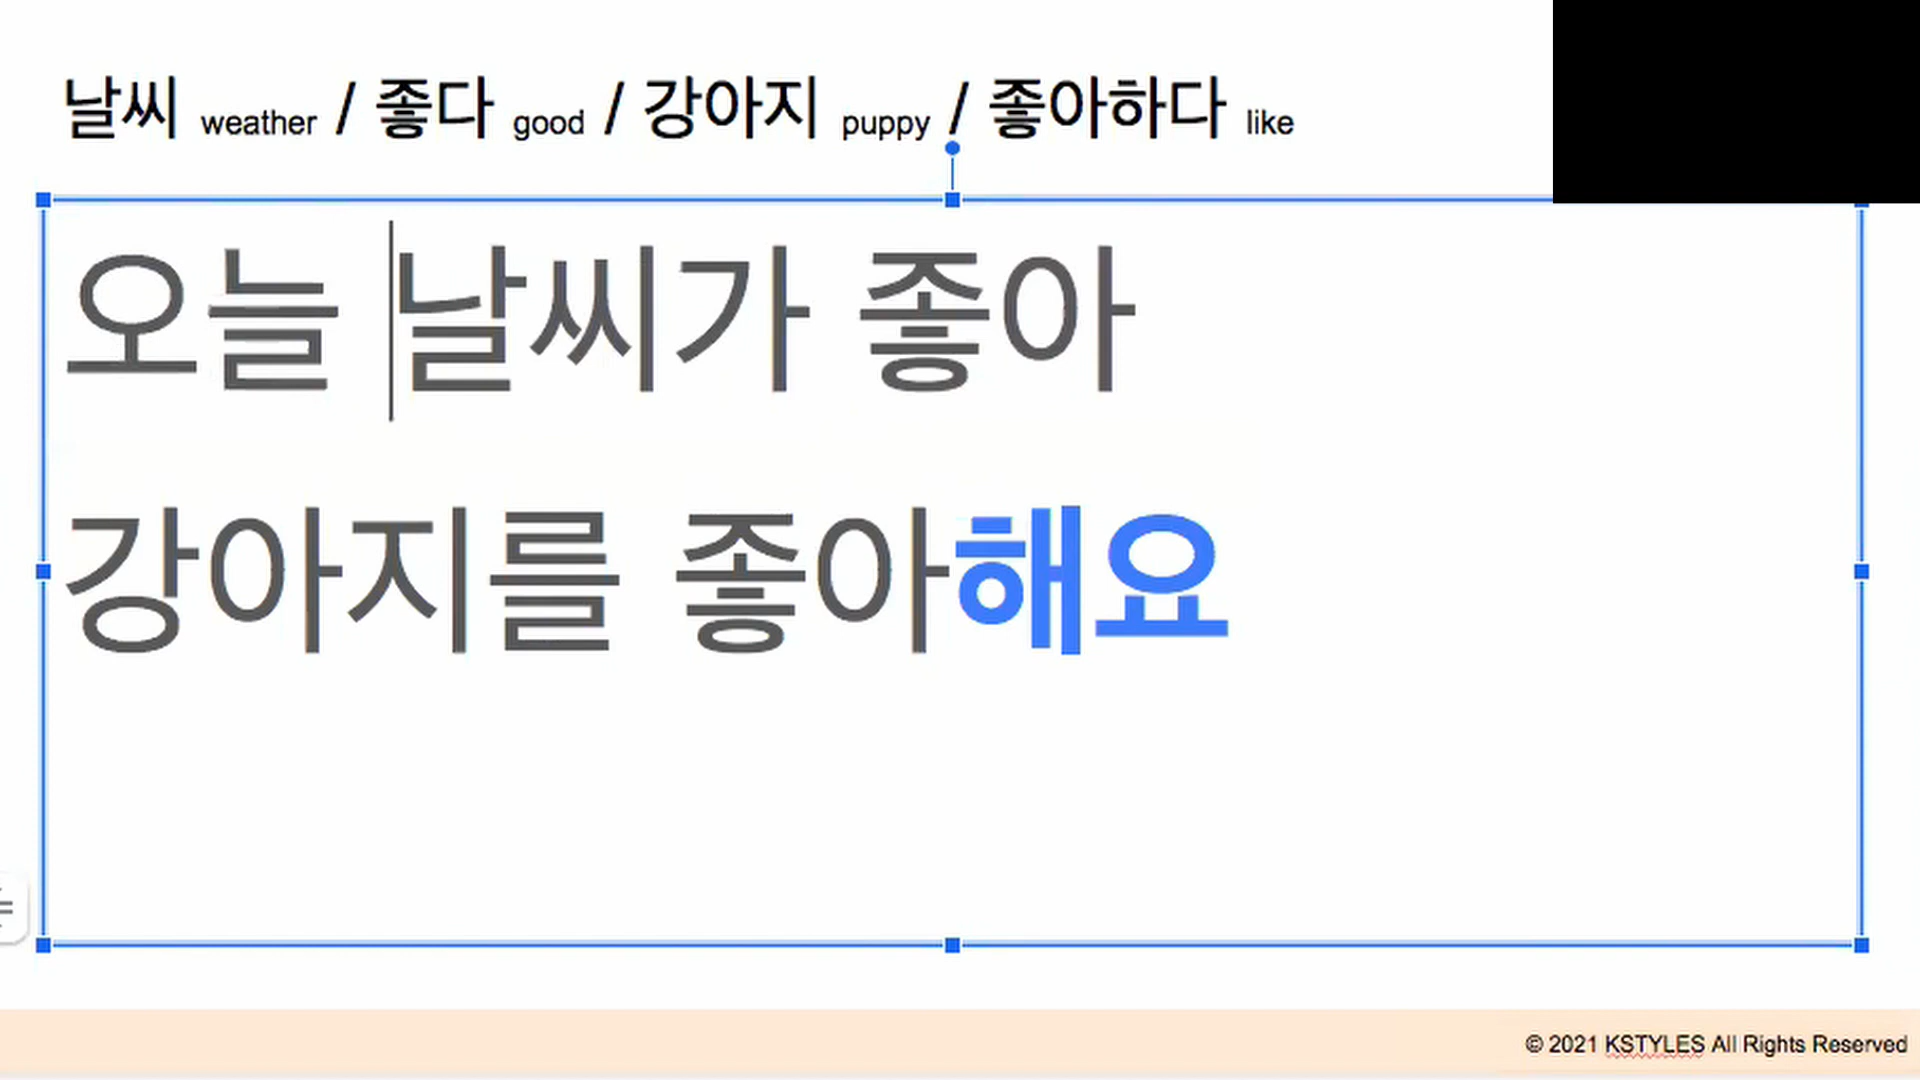 날씨 weather / 좋다 good / 강아지 puppy / 좋아하다 like
오늘 날씨가 좋아
강아지를 좋아해요
© 2021 KSTYLES All Rights Reserved